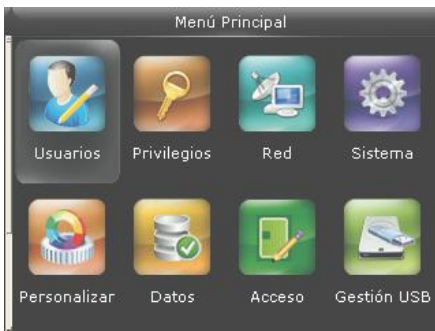 Menú Principal
Usuarios Privilegios Red Sistema
Personalizar Datos Acceso Gestión USB